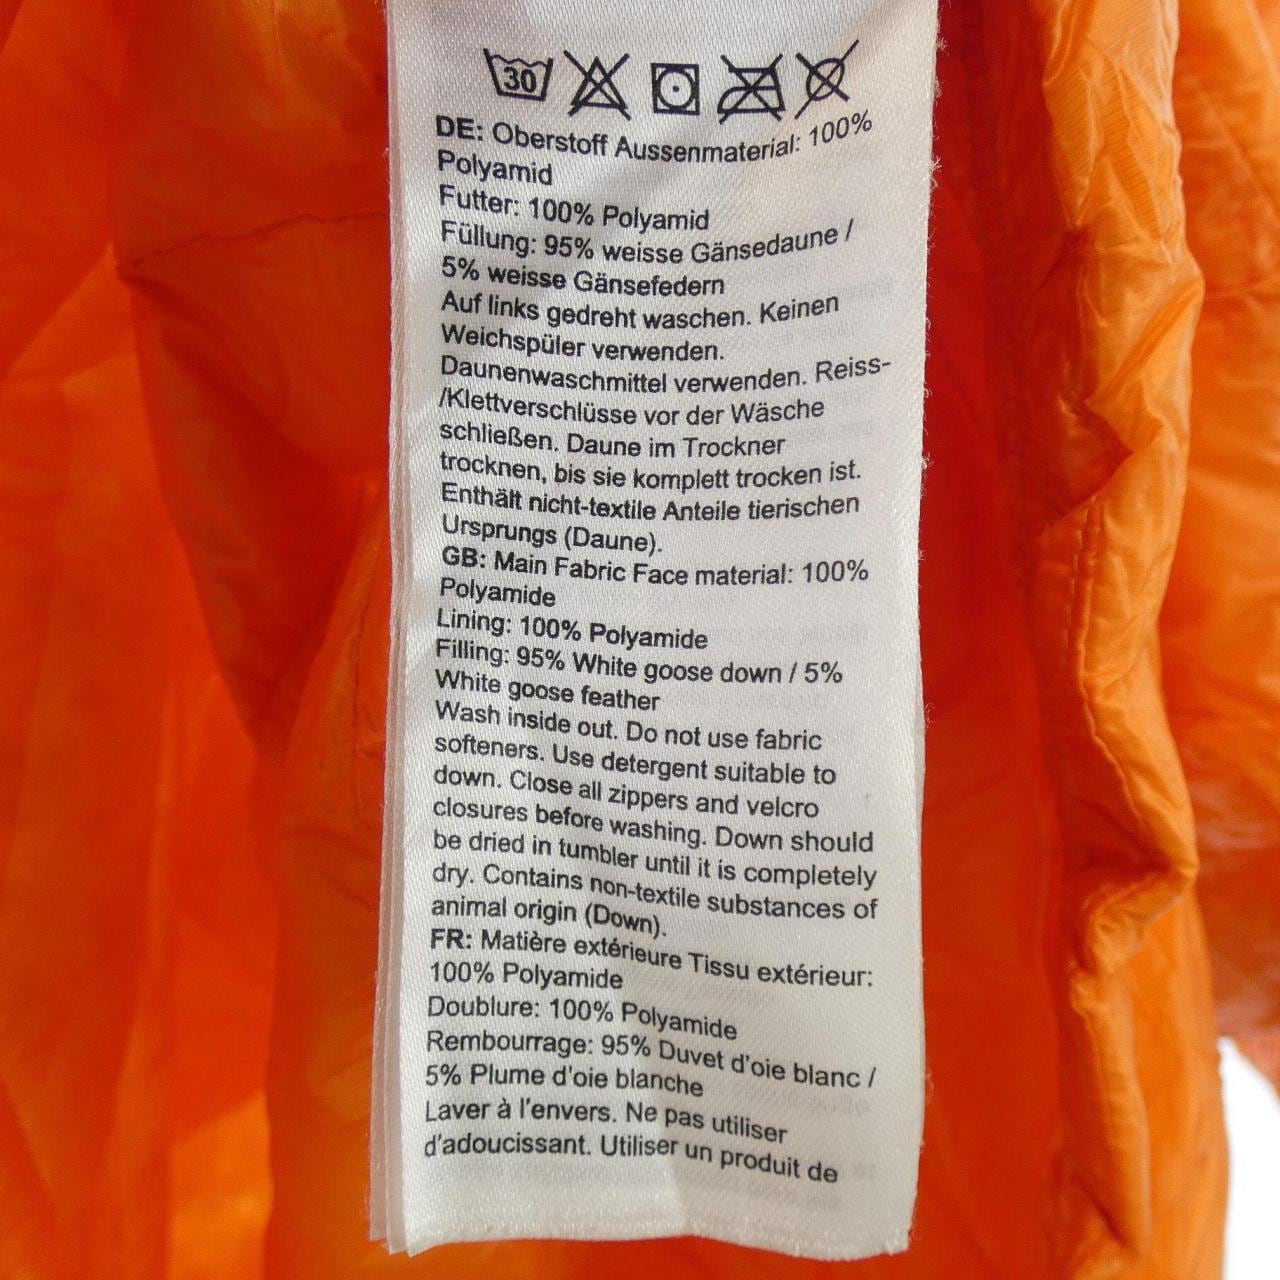 30
DE: Oberstoff Aussenmaterial: 100%
Polyamid
Futter: 100% Polyamid
Füllung: 95% weisse Gänsedaune /
5% weisse Gänsefedern
Auf links gedreht waschen. Keinen
Weichspüler verwenden.
Daunenwaschmittel verwenden. Reiss-
/Klettverschlüsse vor der Wäsche
schließen. Daune im Trockner
trocknen, bis sie komplett trocken ist.
Enthält nicht-textile Anteile tierischen
Ursprungs (Daune).
GB: Main Fabric Face material: 100%
Polyamide
Lining: 100% Polyamide
Filling: 95% White goose down / 5%
White goose feather
Wash inside out. Do not use fabric
softeners. Use detergent suitable to
down. Close all zippers and velcro
closures before washing. Down should
be dried in tumbler until it is completely
dry. Contains non-textile substances of
animal origin (Down).
FR: Matière extérieure Tissu extérieur:
100% Polyamide
Doublure: 100% Polyamide
Rembourrage: 95% Duvet d'oie blanc /
5% Plume d'oie blanche
Laver à l'envers. Ne pas utiliser
d'adoucissant. Utiliser un produit de